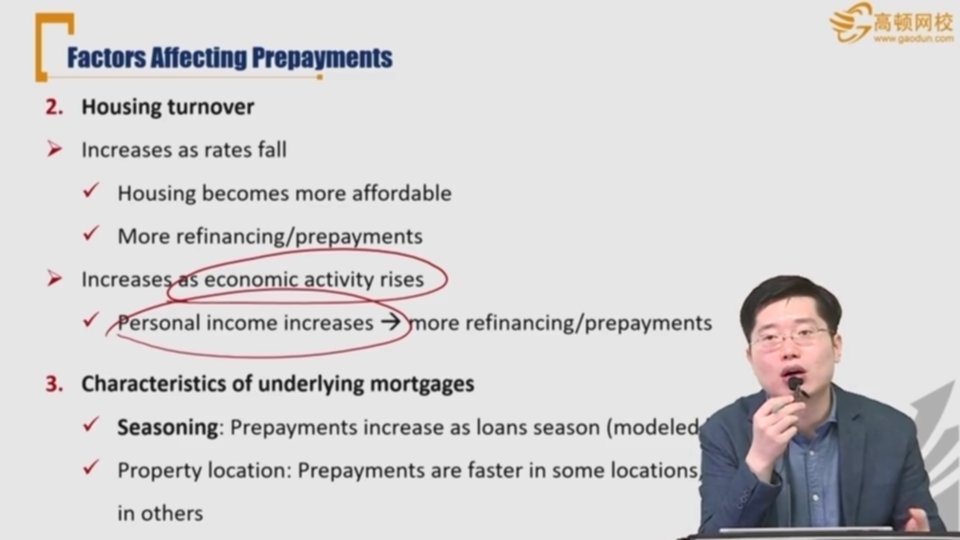 高顿网校
www.gaodun.com
Factors Affecting Prepayments
2. Housing turnover
➢ Increases as rates fall
✓ Housing becomes more affordable
✓ More refinancing/prepayments
➢ Increases as economic activity rises
✓ Personal income increases → more refinancing/prepayments
3. Characteristics of underlying mortgages
✓ Seasoning: Prepayments increase as loans season (modeled
✓ Property location: Prepayments are faster in some locations,
in others